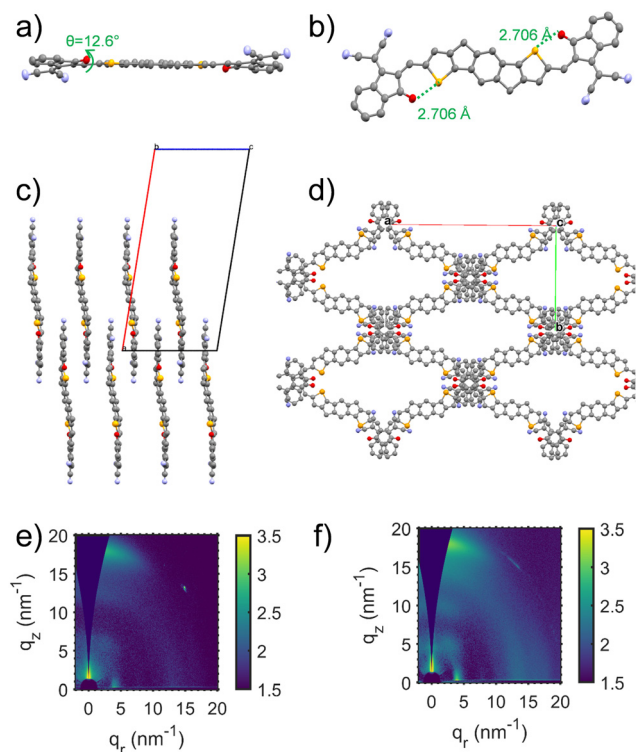 a)
θ=12.6°
b)
2.706 Å
2.706 Å
c)
b
c
d)
a
c
b
e)
20
15
10
5
0
q_z (nm⁻¹)
0 5 10 15 20
q_r (nm⁻¹)
3.5
3
2.5
2
1.5
f)
20
15
10
5
0
q_z (nm⁻¹)
0 5 10 15 20
q_r (nm⁻¹)
3.5
3
2.5
2
1.5